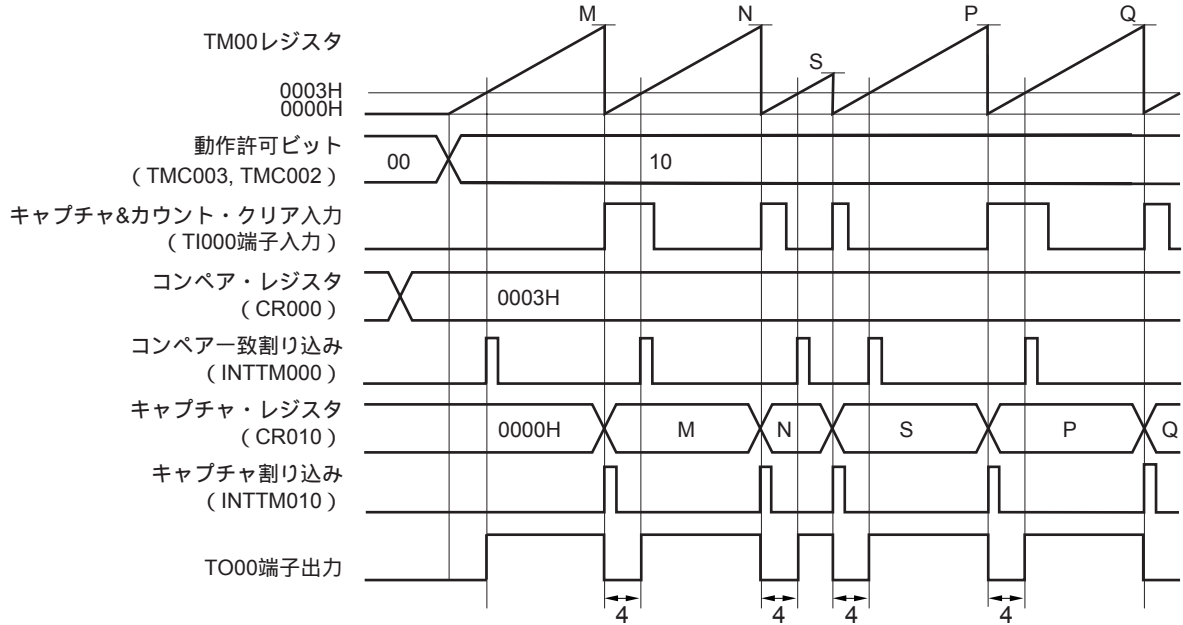 M N P Q
S
TM00レジスタ
0003H
0000H
動作許可ビット
（TMC003, TMC002）
00 10
キャプチャ&カウント・クリア入力
（TI000端子入力）
コンペア・レジスタ
（CR000）
0003H
コンペア一致割り込み
（INTTM000）
キャプチャ・レジスタ
（CR010）
0000H M N S P Q
キャプチャ割り込み
（INTTM010）
TO00端子出力
4 4 4 4